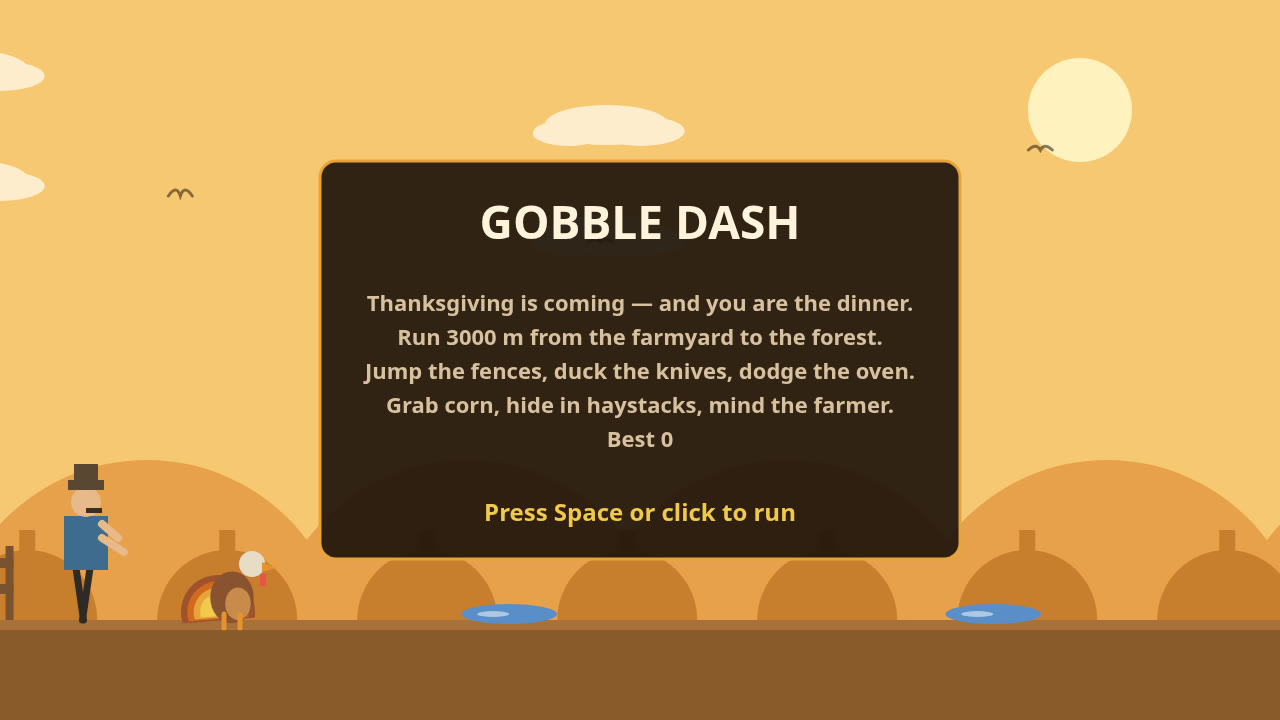 GOBBLE DASH
Thanksgiving is coming — and you are the dinner.
Run 3000 m from the farmyard to the forest.
Jump the fences, duck the knives, dodge the oven.
Grab corn, hide in haystacks, mind the farmer.
Best 0
Press Space or click to run